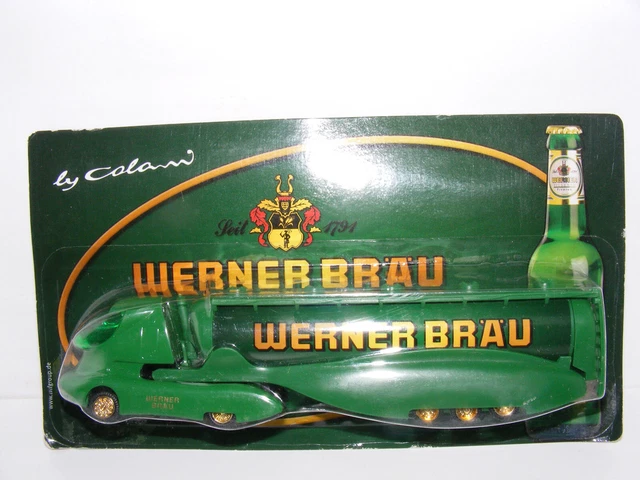 by Colani
Seit 1791
WERNER BRÄU
WERNER BRÄU
WERNER
BRÄU